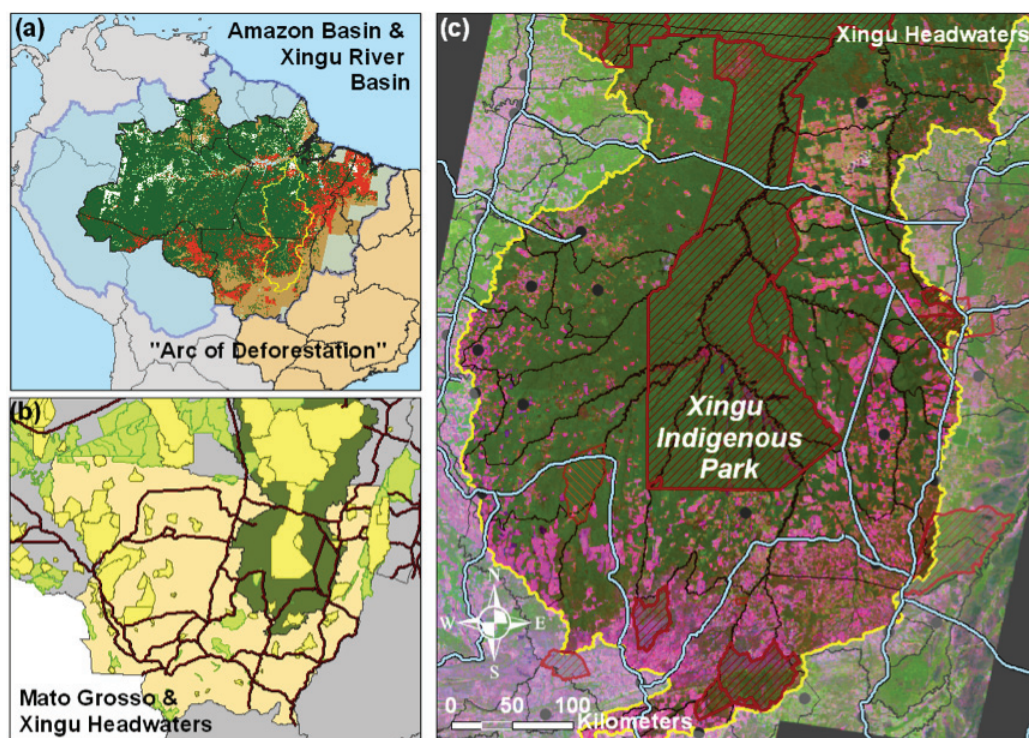 (a)
Amazon Basin &
Xingu River
Basin
"Arc of Deforestation"
(b)
Mato Grosso &
Xingu Headwaters
(c)
Xingu Headwaters
Xingu
Indigenous
Park
N
W E
S
0 50 100
Kilometers